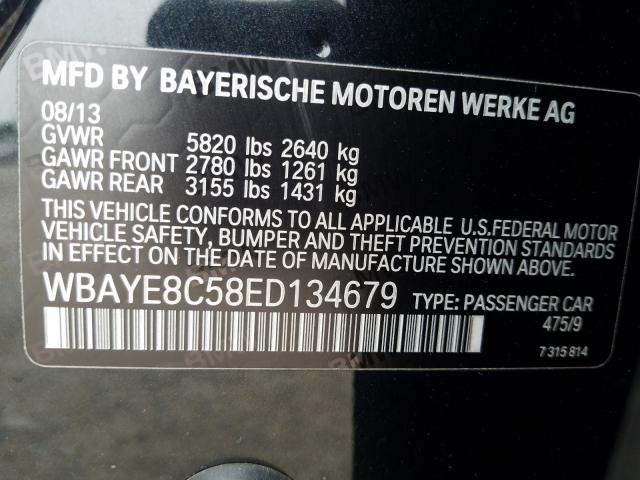 MFD BY BAYERISCHE MOTOREN WERKE AG
08/13
GVWR 5820 lbs 2640 kg
GAWR FRONT 2780 lbs 1261 kg
GAWR REAR 3155 lbs 1431 kg
THIS VEHICLE CONFORMS TO ALL APPLICABLE U.S.FEDERAL MOTOR
VEHICLE SAFETY, BUMPER AND THEFT PREVENTION STANDARDS
IN EFFECT ON THE DATE OF MANUFACTURE SHOWN ABOVE.
WBAYE8C58ED134679 TYPE: PASSENGER CAR
475/9
7 315 814